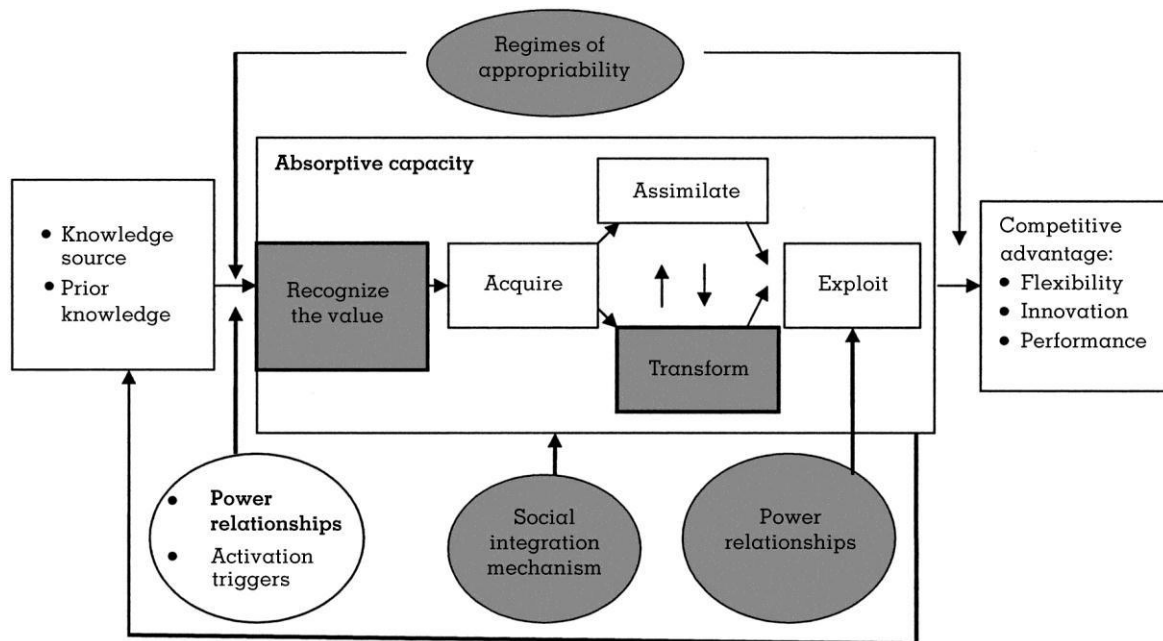 Regimes of
appropriability
Absorptive capacity
• Knowledge
source
• Prior
knowledge
Recognize
the value
Acquire
Assimilate
Transform
Exploit
Competitive
advantage:
• Flexibility
• Innovation
• Performance
• Power
relationships
• Activation
triggers
Social
integration
mechanism
Power
relationships